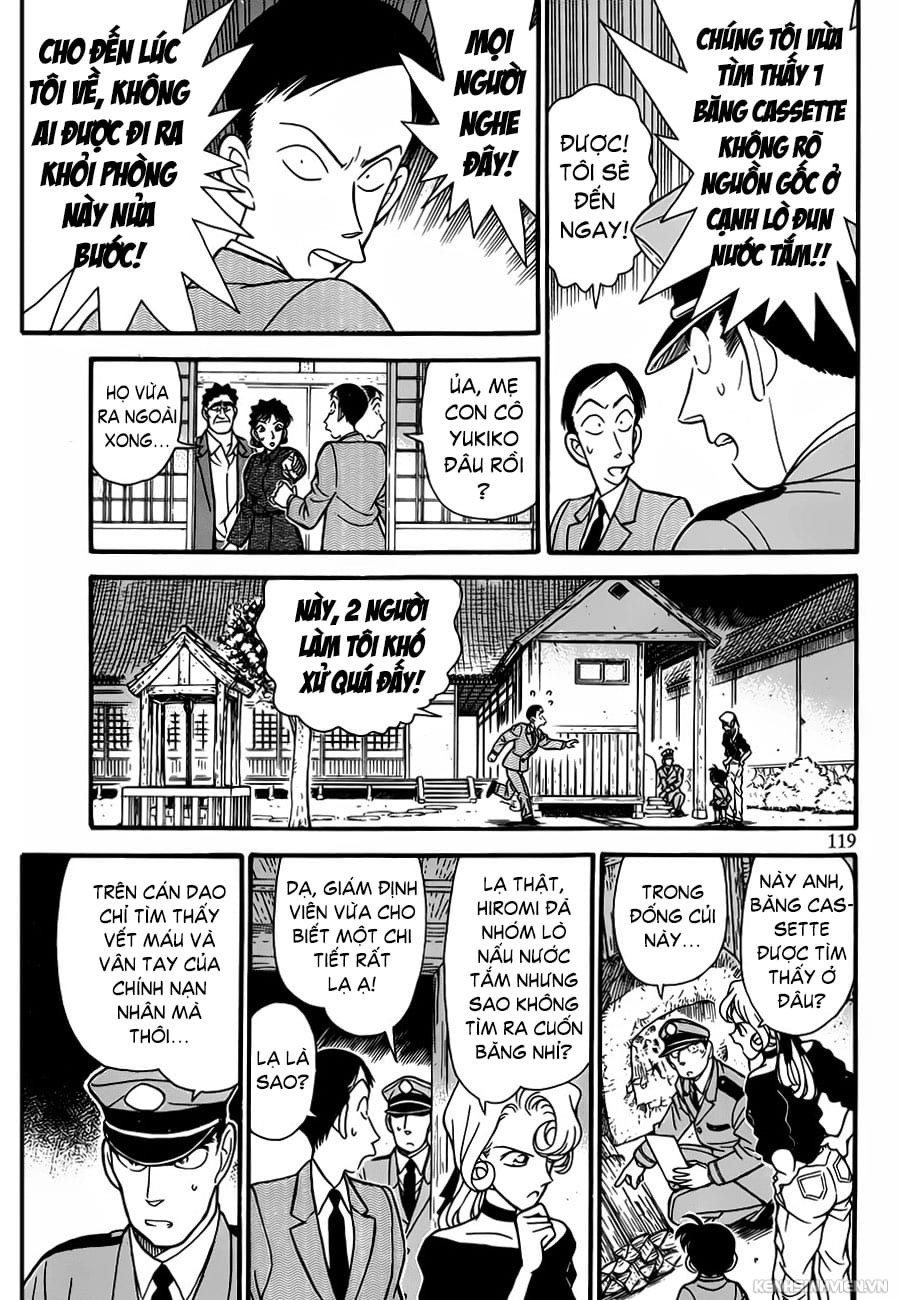 CHÚNG TÔI VỪA
TÌM THẤY 1
BĂNG CASSETTE
KHÔNG RÕ
NGUỒN GỐC Ở
CẠNH LÒ ĐUN
NƯỚC TẮM!!
ĐƯỢC!
TÔI SẼ
ĐẾN
NGAY!
MỌI
NGƯỜI
NGHE
ĐÂY!
CHO ĐẾN LÚC
TÔI VỀ, KHÔNG
AI ĐƯỢC ĐI RA
KHỎI PHÒNG
NÀY NỬA
BƯỚC!
ỦA, MẸ
CON CÔ
YUKIKO
ĐÂU RỒI
?
HỌ VỪA
RA NGOÀI
XONG...
NÀY, 2 NGƯỜI
LÀM TÔI KHÓ
XỬ QUÁ ĐẤY!
119
NÀY ANH,
BĂNG CAS-
SETTE
ĐƯỢC TÌM
THẤY Ở
ĐÂU?
TRONG
ĐỐNG CỦI
NÀY...
LẠ THẬT,
HIROMI ĐÃ
NHÓM LÒ
NẤU NƯỚC
TẮM NHƯNG
SAO KHÔNG
TÌM RA CUỐN
BĂNG NHỈ?
DẠ, GIÁM ĐỊNH
VIÊN VỪA CHO
BIẾT MỘT CHI
TIẾT RẤT
LẠ Ạ!
LẠ LÀ
SAO?
TRÊN CÁN DAO
CHỈ TÌM THẤY
VẾT MÁU VÀ
VÂN TAY CỦA
CHÍNH NẠN
NHÂN MÀ
THÔI...
KENHSINHVIEN.VN